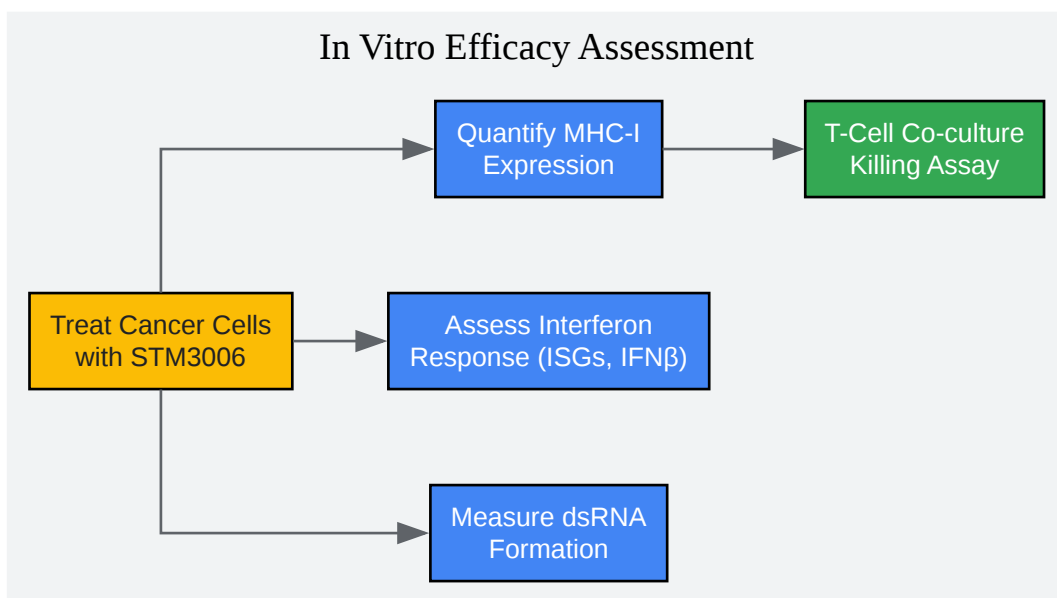 In Vitro Efficacy Assessment
Quantify MHC-I
Expression
T-Cell Co-culture
Killing Assay
Treat Cancer Cells
with STM3006
Assess Interferon
Response (ISGs, IFNβ)
Measure dsRNA
Formation